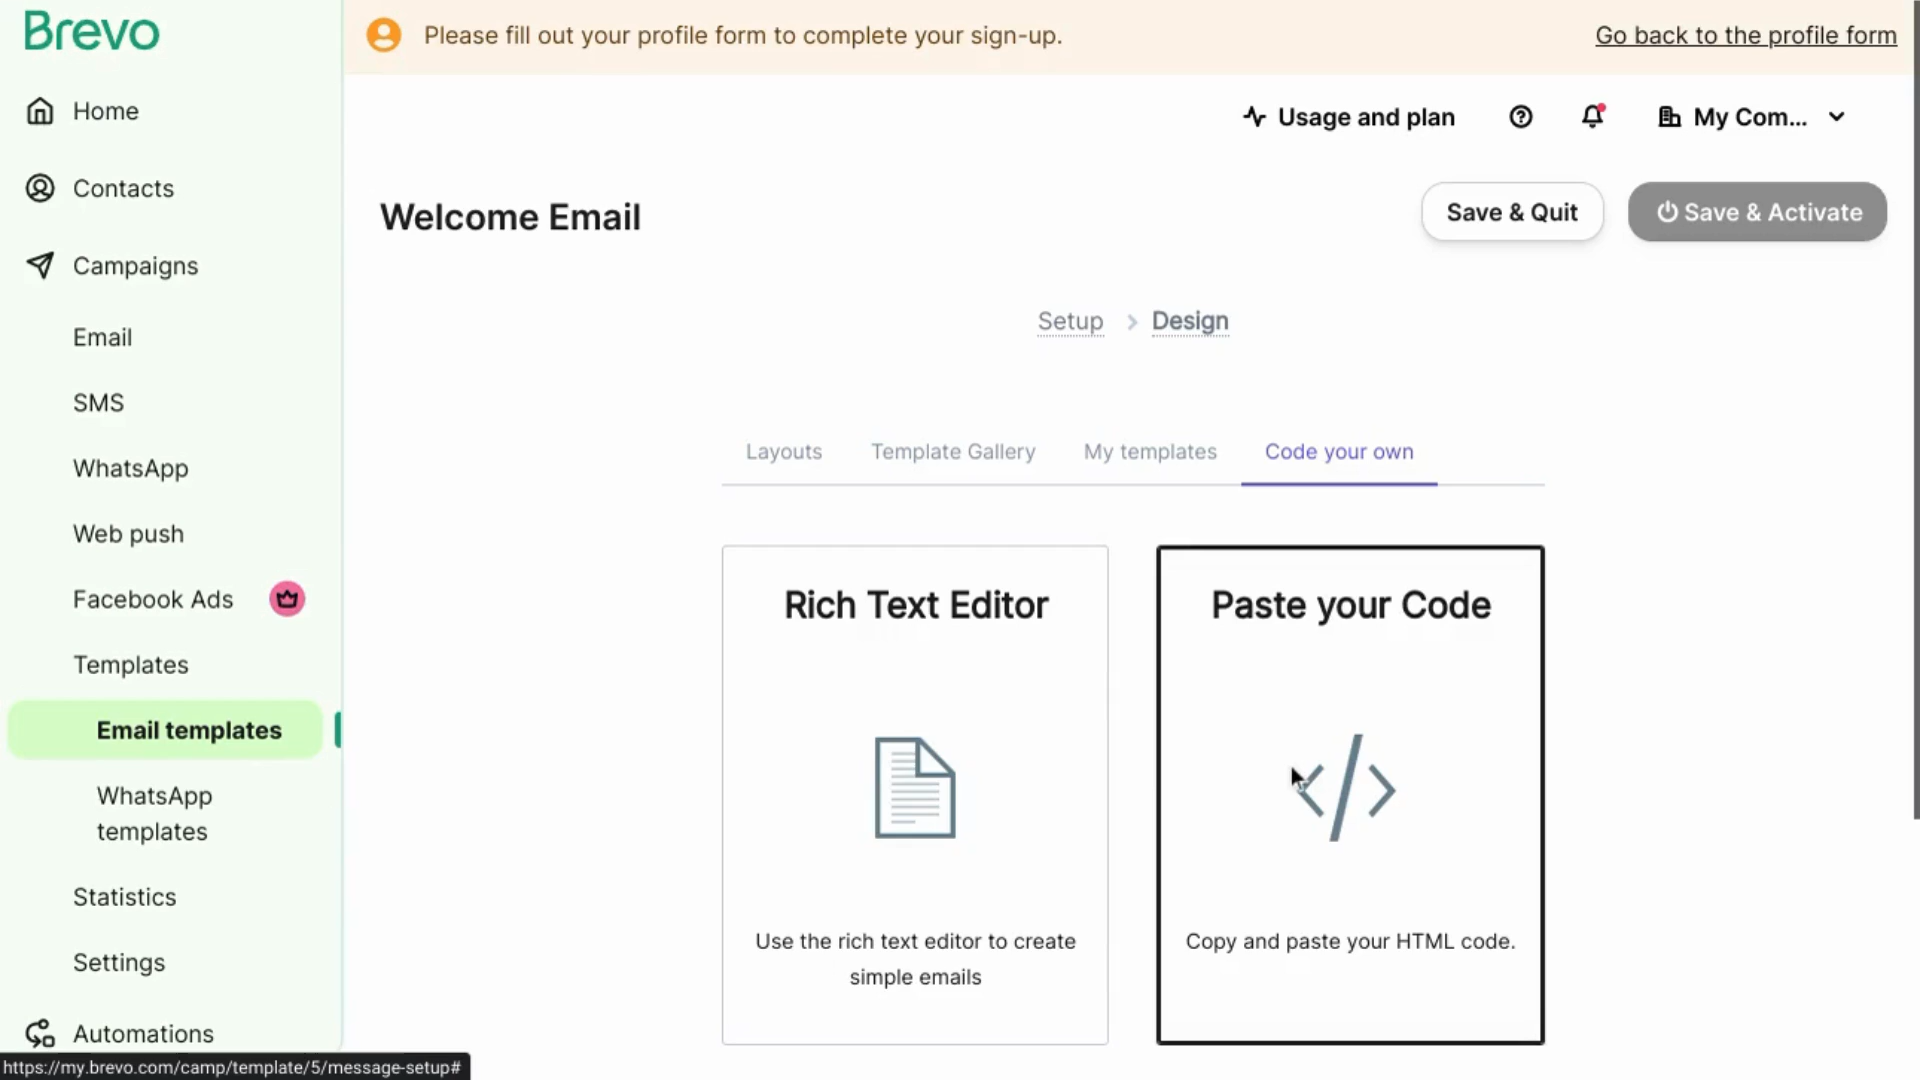 Brevo
Please fill out your profile form to complete your sign-up.
Go back to the profile form
Home
Usage and plan
My Com...
Contacts
Welcome Email
Save & Quit
Save & Activate
Campaigns
Setup
Design
Email
SMS
Layouts
Template Gallery
My templates
Code your own
WhatsApp
Web push
Facebook Ads
Rich Text Editor
Paste your Code
Templates
Email templates
WhatsApp
templates
Statistics
Use the rich text editor to create
simple emails
Copy and paste your HTML code.
Settings
Automations
https://my.brevo.com/camp/template/5/message-setup#